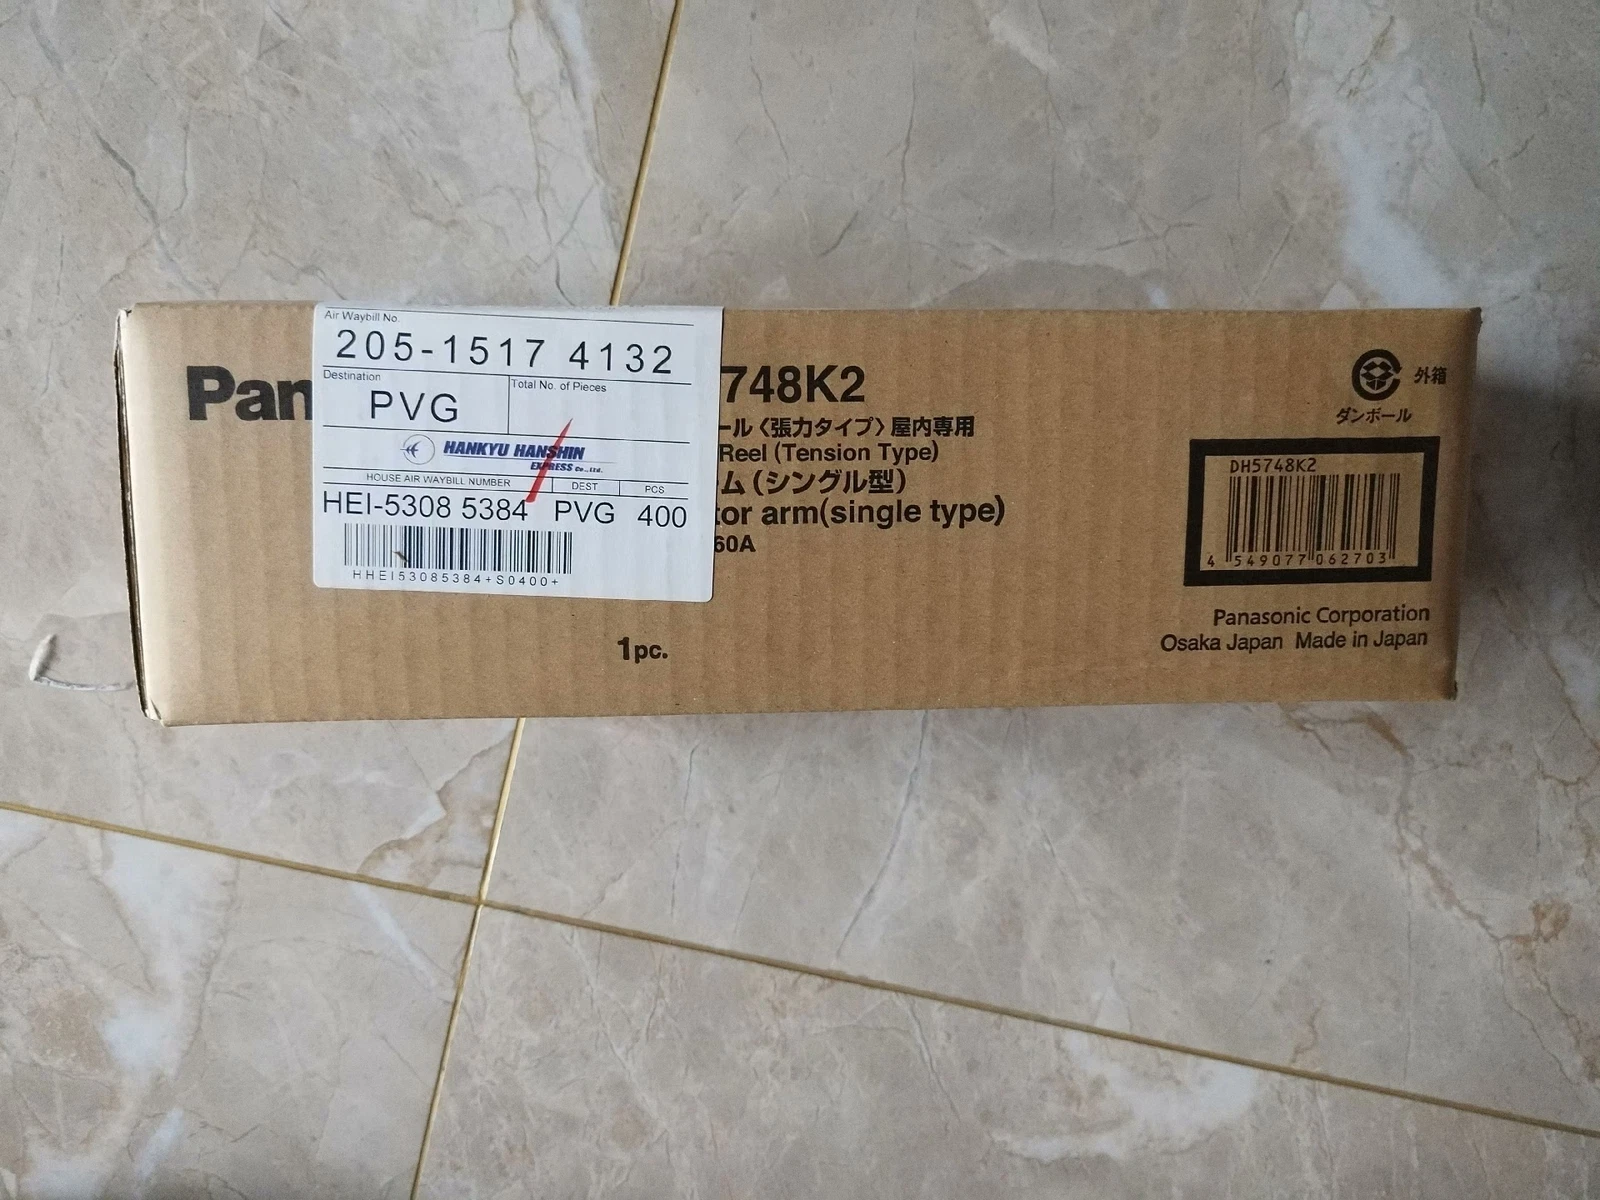 Air Waybill No.
205-1517 4132
Destination
PVG
Total No. of Pieces
HANKYU HANSHIN
EXPRESS Co.,Ltd.
HOUSE AIR WAYBILL NUMBER DEST PCS
HEI-5308 5384 PVG 400
HHEI53085384+S0400+
Pan
5748K2
ール〈張力タイプ〉屋内専用
Reel (Tension Type)
ーム(シングル型)
tor arm(single type)
60A
1pc.
外箱
ダンボール
DH5748K2
4 549077 062703
Panasonic Corporation
Osaka Japan Made in Japan